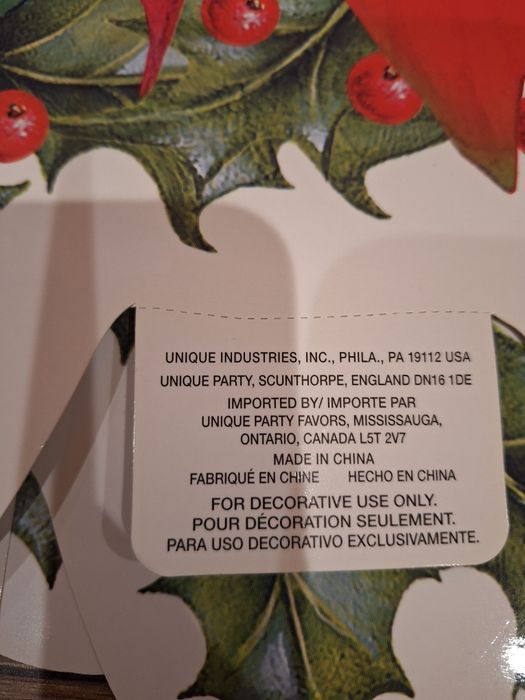 UNIQUE INDUSTRIES, INC., PHILA., PA 19112 USA
UNIQUE PARTY, SCUNTHORPE, ENGLAND DN16 1DE
IMPORTED BY/ IMPORTE PAR
UNIQUE PARTY FAVORS, MISSISSAUGA,
ONTARIO, CANADA L5T 2V7
MADE IN CHINA
FABRIQUÉ EN CHINE HECHO EN CHINA
FOR DECORATIVE USE ONLY.
POUR DÉCORATION SEULEMENT.
PARA USO DECORATIVO EXCLUSIVAMENTE.